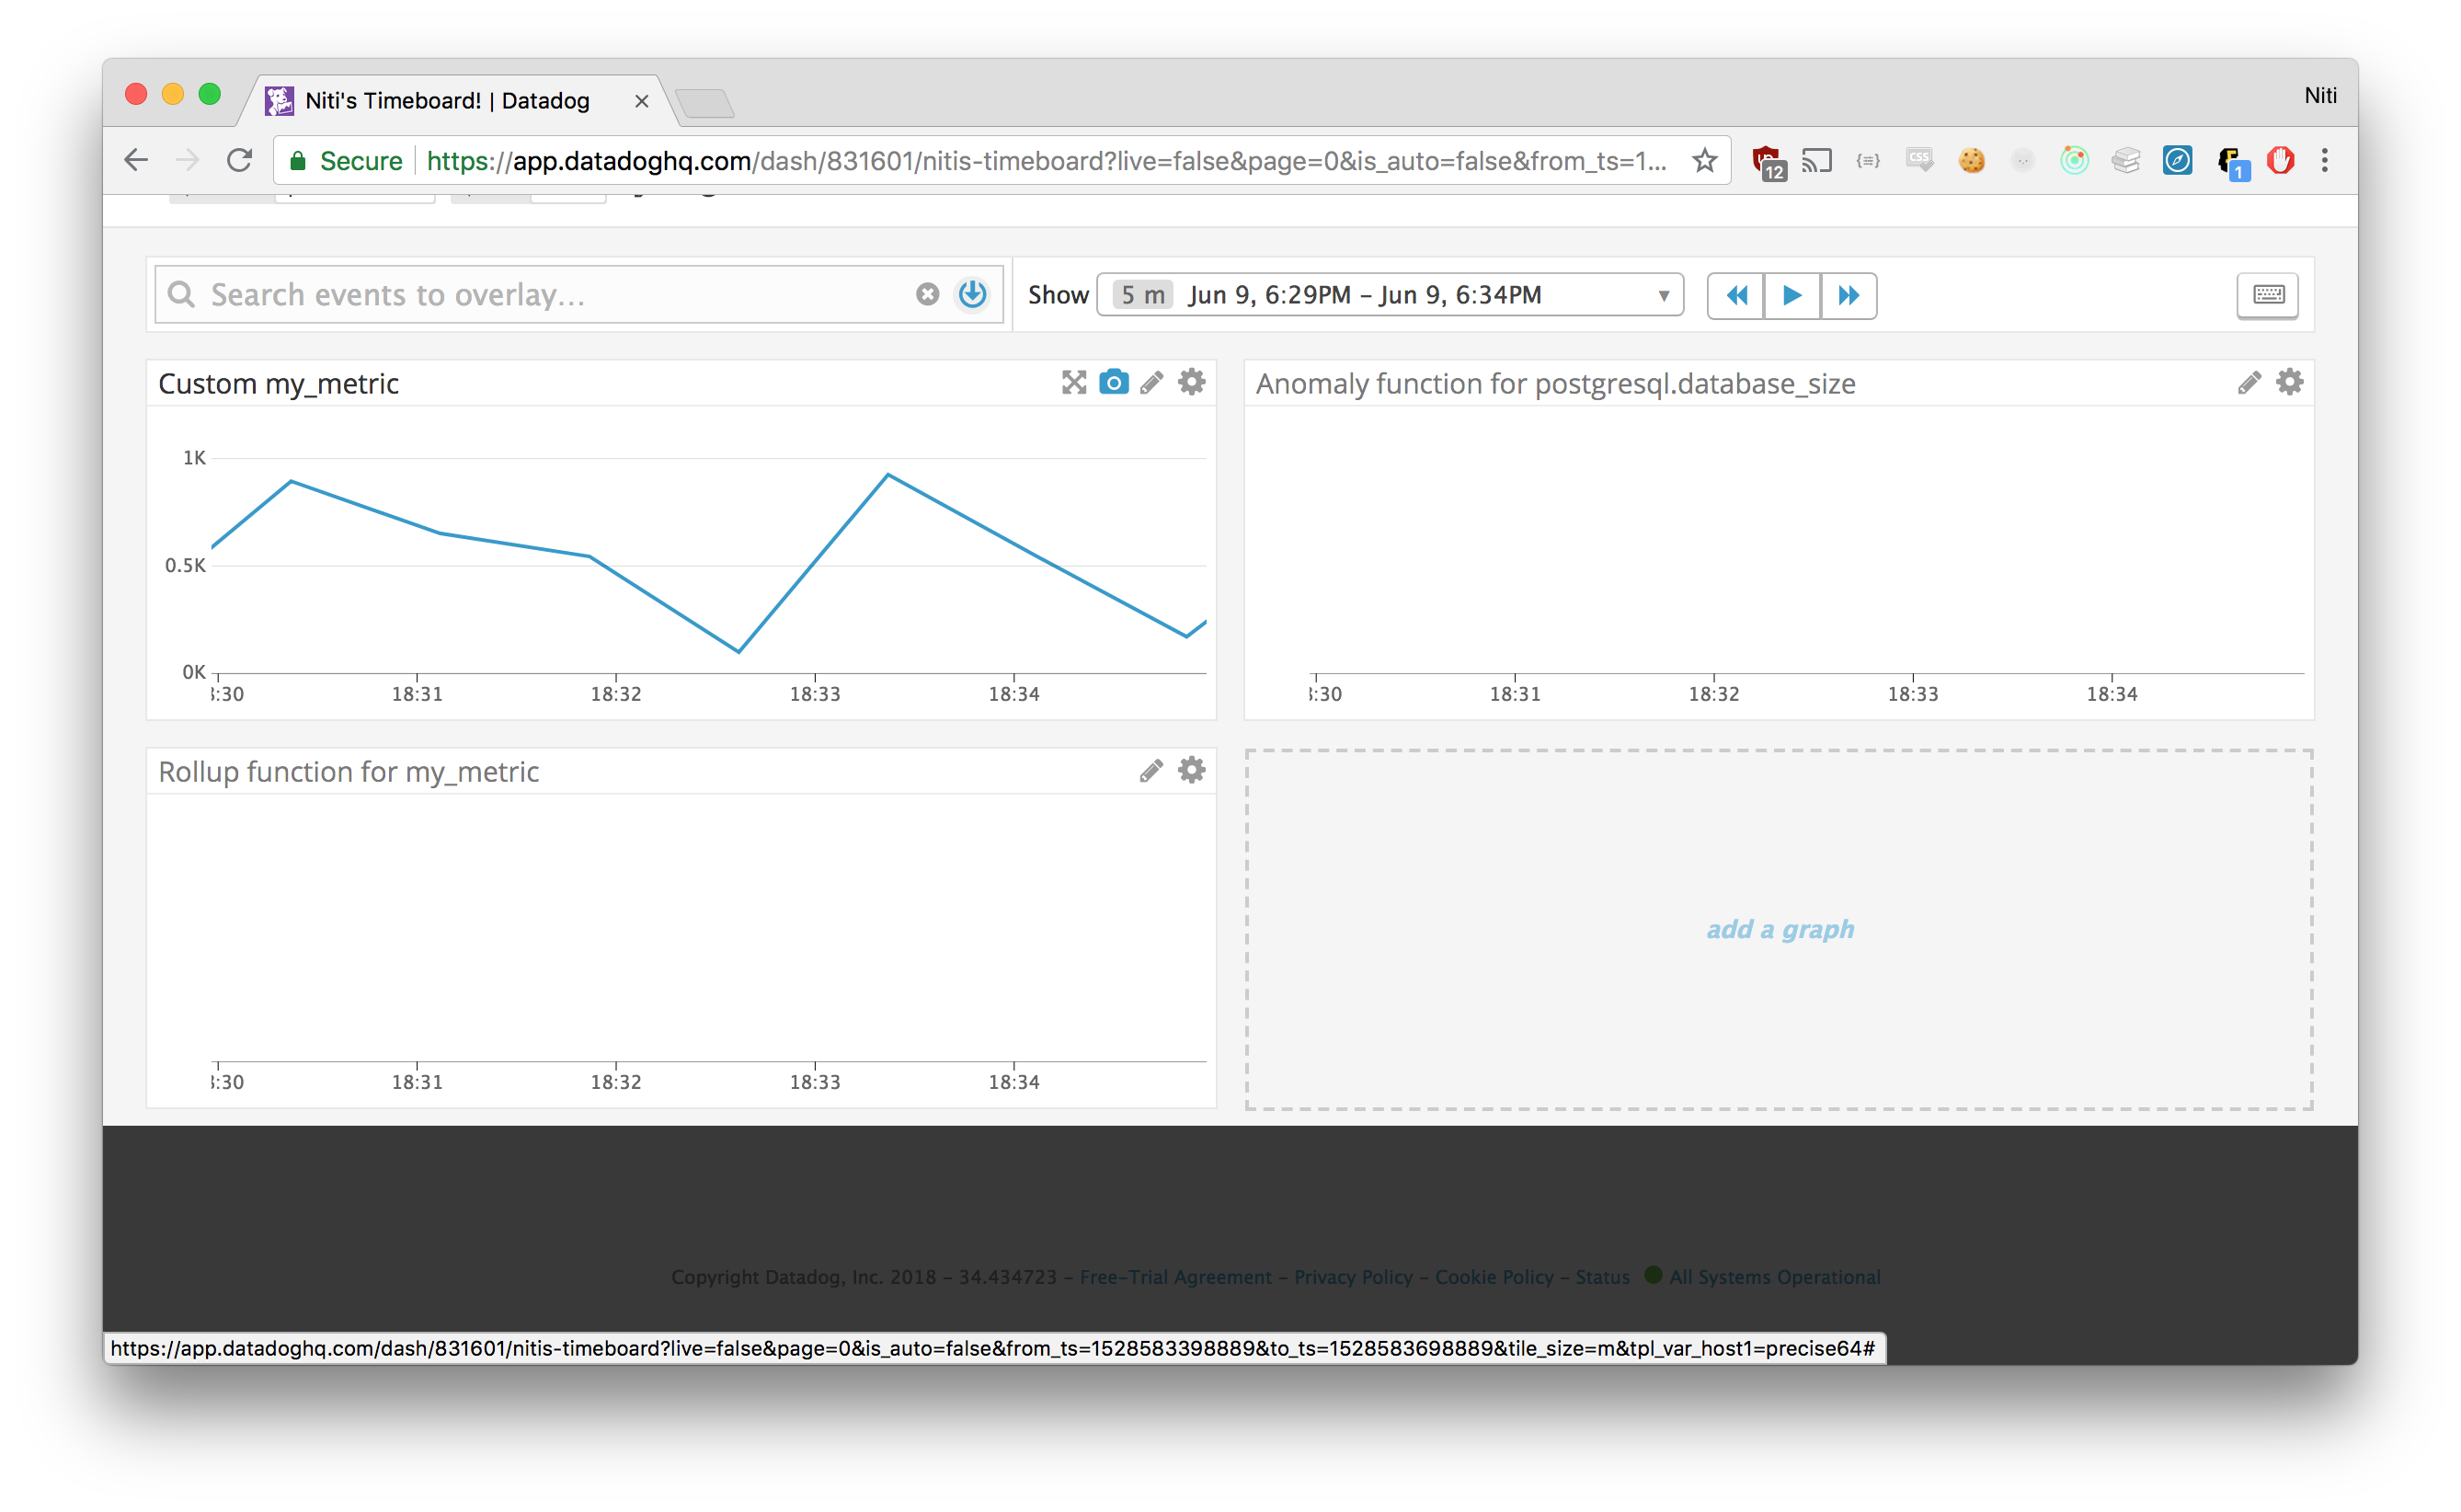 Niti's Timeboard! | Datadog
Niti
Secure https://app.datadoghq.com/dash/831601/nitis-timeboard?live=false&page=0&is_auto=false&from_ts=1...
12
CSS
1
Search events to overlay...
Show 5 m Jun 9, 6:29PM – Jun 9, 6:34PM
Custom my_metric
1K
0.5K
0K
:30 18:31 18:32 18:33 18:34
Anomaly function for postgresql.database_size
:30 18:31 18:32 18:33 18:34
Rollup function for my_metric
:30 18:31 18:32 18:33 18:34
add a graph
Copyright Datadog, Inc. 2018 – 34.434723 – Free-Trial Agreement – Privacy Policy – Cookie Policy – Status All Systems Operational
https://app.datadoghq.com/dash/831601/nitis-timeboard?live=false&page=0&is_auto=false&from_ts=1528583398889&to_ts=1528583698889&tile_size=m&tpl_var_host1=precise64#